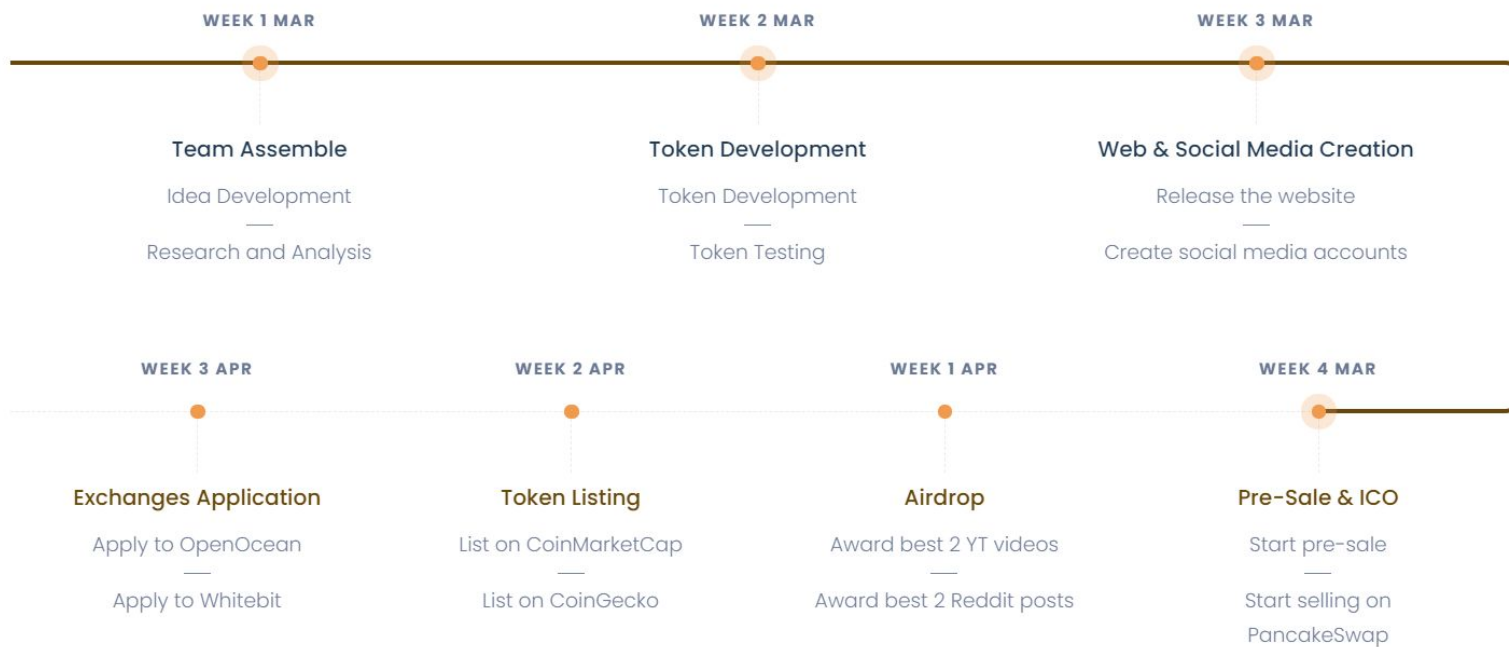 WEEK 1 MAR
Team Assemble
Idea Development
Research and Analysis
WEEK 2 MAR
Token Development
Token Development
Token Testing
WEEK 3 MAR
Web & Social Media Creation
Release the website
Create social media accounts
WEEK 3 APR
Exchanges Application
Apply to OpenOcean
Apply to Whitebit
WEEK 2 APR
Token Listing
List on CoinMarketCap
List on CoinGecko
WEEK 1 APR
Airdrop
Award best 2 YT videos
Award best 2 Reddit posts
WEEK 4 MAR
Pre-Sale & ICO
Start pre-sale
Start selling on
PancakeSwap